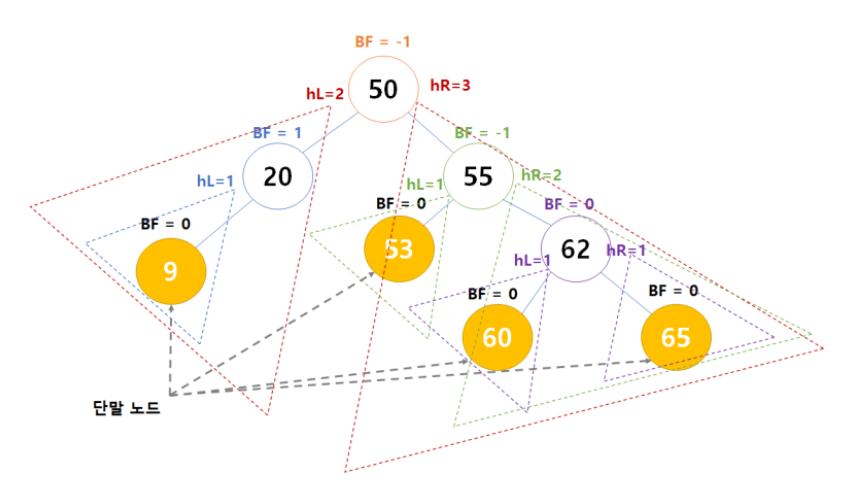 BF = -1
50
hL=2
hR=3
BF = 1
20
hL=1
BF = -1
55
hL=1
hR=2
BF = 0
9
BF = 0
53
BF = 0
62
hL=1
hR=1
BF = 0
60
BF = 0
65
단말 노드